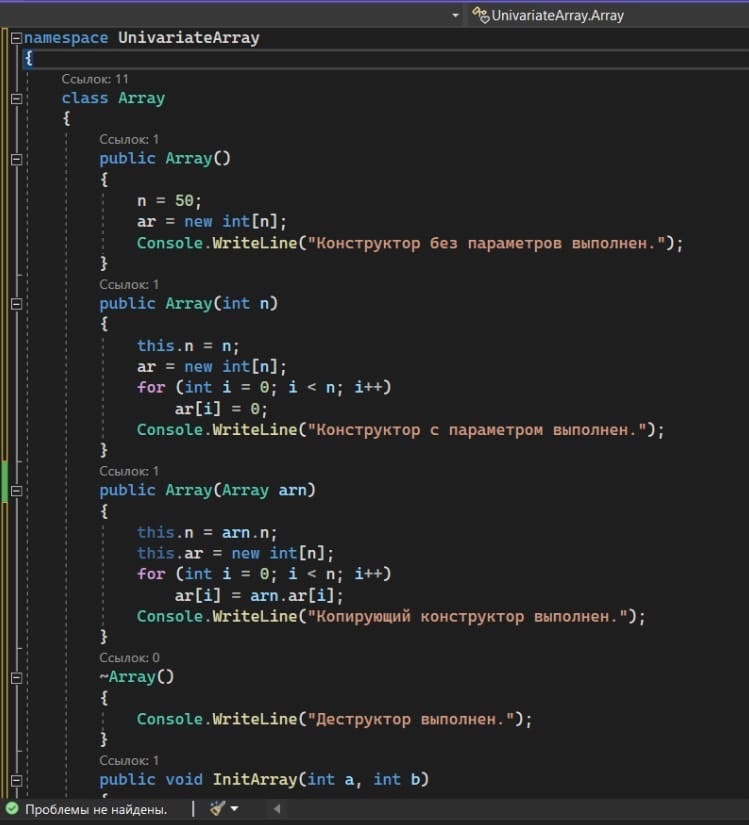 UnivariateArray.Array
namespace UnivariateArray
{
Ссылок: 11
class Array
{
Ссылок: 1
public Array()
{
n = 50;
ar = new int[n];
Console.WriteLine("Конструктор без параметров выполнен.");
}
Ссылок: 1
public Array(int n)
{
this.n = n;
ar = new int[n];
for (int i = 0; i < n; i++)
ar[i] = 0;
Console.WriteLine("Конструктор с параметром выполнен.");
}
Ссылок: 1
public Array(Array arn)
{
this.n = arn.n;
this.ar = new int[n];
for (int i = 0; i < n; i++)
ar[i] = arn.ar[i];
Console.WriteLine("Копирующий конструктор выполнен.");
}
Ссылок: 0
~Array()
{
Console.WriteLine("Деструктор выполнен.");
}
Ссылок: 1
public void InitArray(int a, int b)
{
Проблемы не найдены.